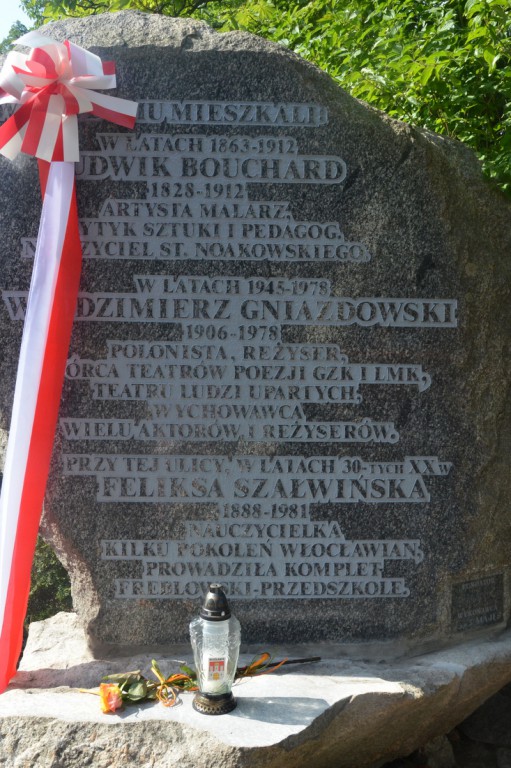 MIESZKALI:
W LATACH 1863-1912
LUDWIK BOUCHARD
1828-1912
ARTYSTA MALARZ,
KRYTYK SZTUKI I PEDAGOG,
NAUCZYCIEL ST. NOAKOWSKIEGO.
W LATACH 1945-1978
WŁODZIMIERZ GNIAZDOWSKI
1906-1978
POLONISTA, REŻYSER,
TWÓRCA TEATRÓW POEZJI GZK I LMK,
TEATRU LUDZI UPARTYCH,
WYCHOWAWCA
WIELU AKTORÓW I REŻYSERÓW.
PRZY TEJ ULICY, W LATACH 30-TYCH XX W
FELIKSA SZAŁWIŃSKA
1888-1981
NAUCZYCIELKA
KILKU POKOLEŃ WŁOCŁAWIAN,
PROWADZIŁA KOMPLET
FREBLOWSKI-PRZEDSZKOLE.